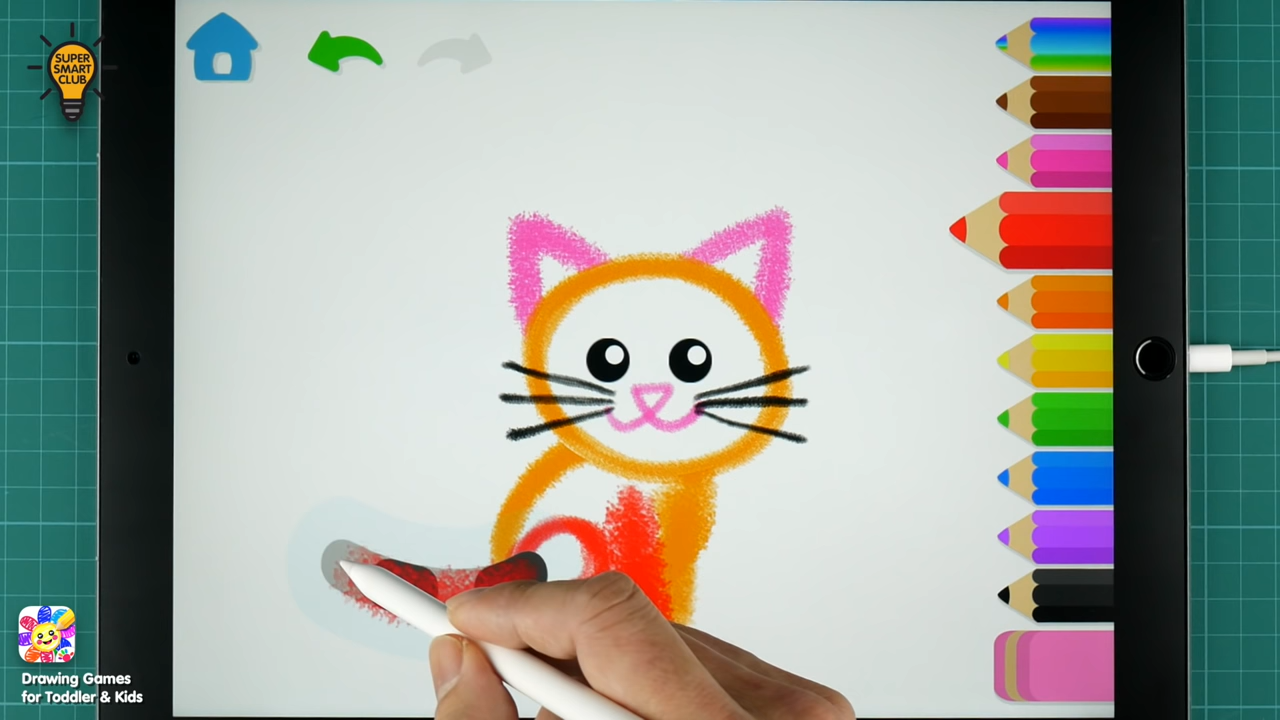 SUPER
SMART
CLUB
Drawing Games
for Toddler & Kids